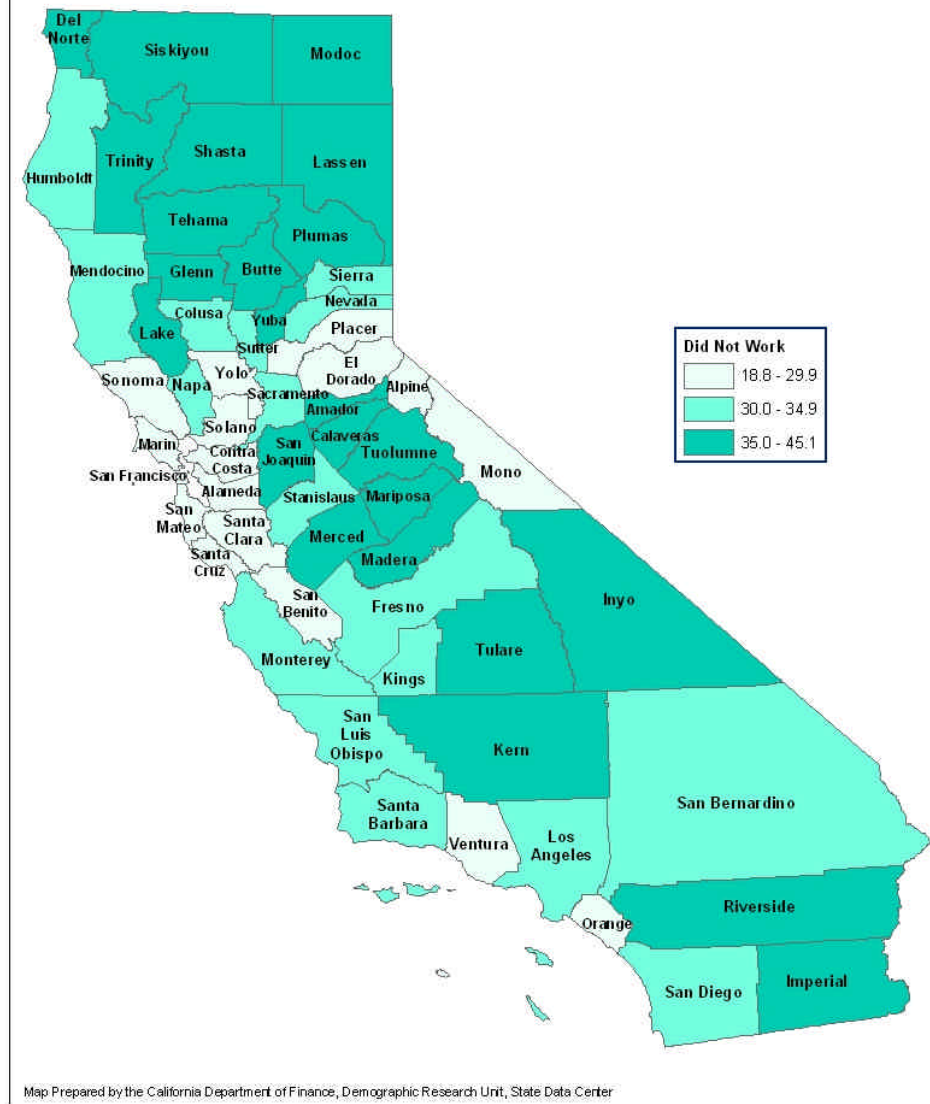 Del
Norte
Siskiyou
Modoc
Humboldt
Trinity
Shasta
Lassen
Tehama
Plumas
Mendocino
Glenn
Butte
Sierra
Nevada
Colusa
Lake
Yuba
Placer
Sutter
El
Dorado
Sonoma
Napa
Yolo
Sacramento
Alpine
Amador
Solano
Calaveras
Marin
Contra
Costa
San
Joaquin
Tuolumne
Mono
San Francisco
Alameda
Stanislaus
Mariposa
San
Mateo
Santa
Clara
Merced
Madera
Santa
Cruz
San
Benito
Fresno
Inyo
Monterey
Kings
Tulare
San
Luis
Obispo
Kern
San Bernardino
Santa
Barbara
Ventura
Los
Angeles
Orange
Riverside
San Diego
Imperial
Did Not Work
18.8 - 29.9
30.0 - 34.9
35.0 - 45.1
Map Prepared by the California Department of Finance, Demographic Research Unit, State Data Center